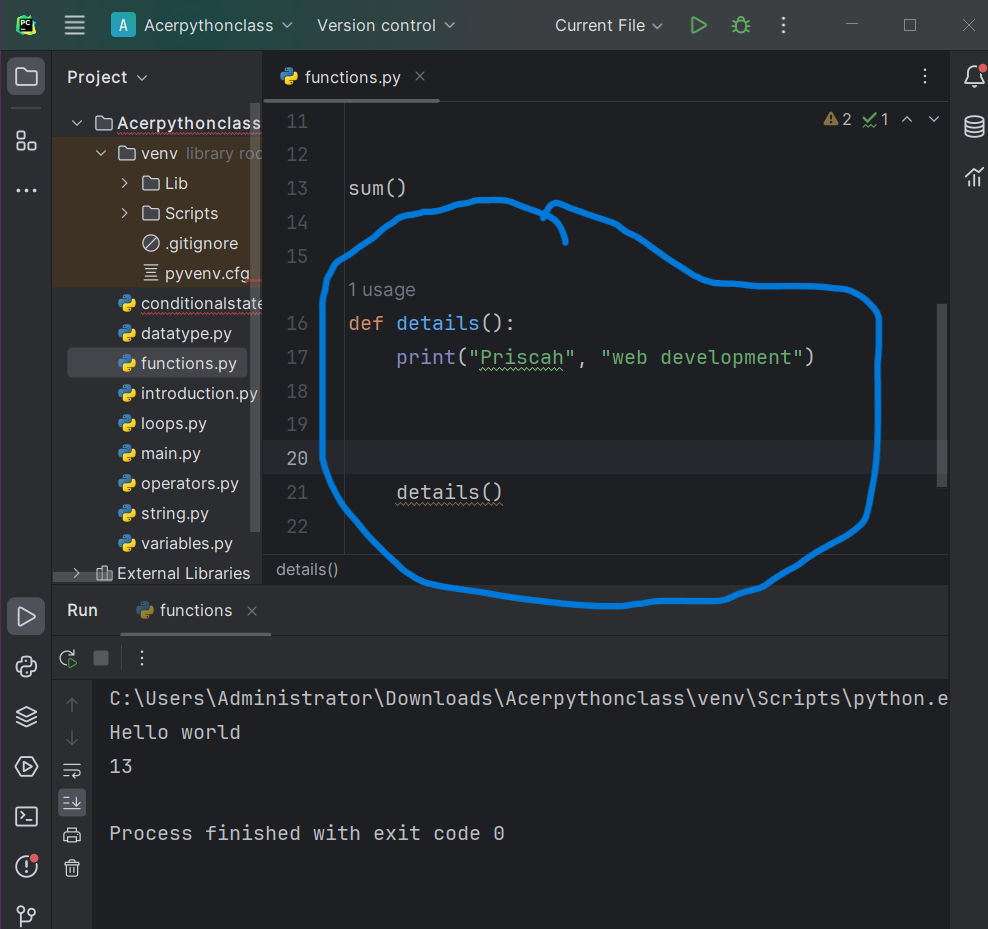 PC
A Acerpythonclass Version control Current File
Project
functions.py
Acerpythonclass
venv library roo
Lib
Scripts
.gitignore
pyvenv.cfg
conditionalstate
datatype.py
functions.py
introduction.py
loops.py
main.py
operators.py
string.py
variables.py
External Libraries
2 1
11
12
13 sum()
14
15
1 usage
16 def details():
17 print("Priscah", "web development")
18
19
20
21 details()
22
details()
Run functions
C:\Users\Administrator\Downloads\Acerpythonclass\venv\Scripts\python.e
Hello world
13
Process finished with exit code 0